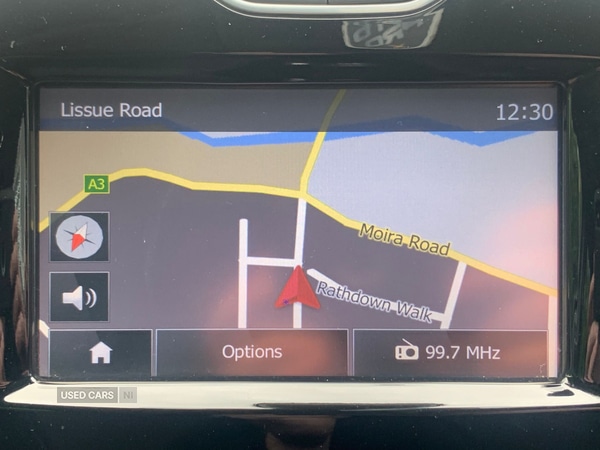 Lissue Road
12:30
A3
Moira Road
Rathdown Walk
Options
99.7 MHz
USED CARS NI